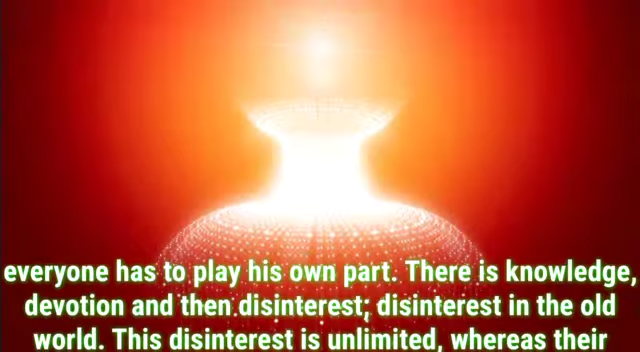 everyone has to play his own part. There is knowledge,
devotion and then disinterest; disinterest in the old
world. This disinterest is unlimited, whereas their